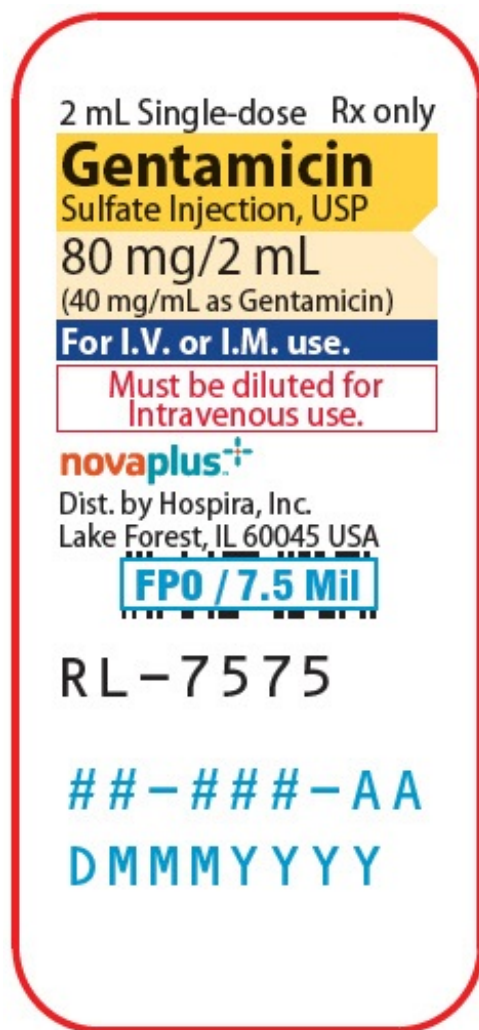 2 mL Single-dose Rx only
Gentamicin
Sulfate Injection, USP
80 mg/2 mL
(40 mg/mL as Gentamicin)
For I.V. or I.M. use.
Must be diluted for
Intravenous use.
novaplus™
Dist. by Hospira, Inc.
Lake Forest, IL 60045 USA
FPO / 7.5 Mil
RL-7575
##-###-AA
DMMMYYYY